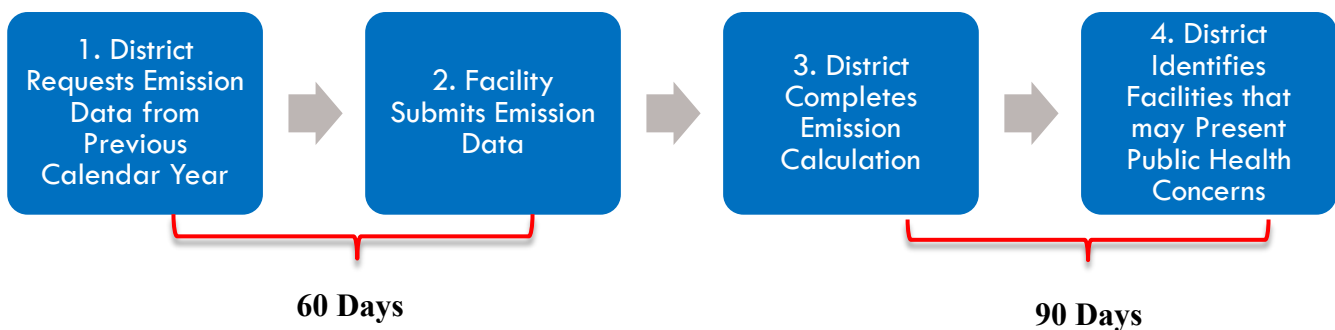 1. District
Requests Emission
Data from
Previous
Calendar Year
2. Facility
Submits Emission
Data
3. District
Completes
Emission
Calculation
4. District
Identifies
Facilities that
may Present
Public Health
Concerns
60 Days
90 Days